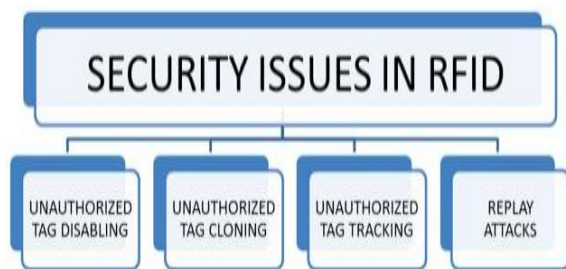 SECURITY ISSUES IN RFID
UNAUTHORIZED
TAG DISABLING
UNAUTHORIZED
TAG CLONING
UNAUTHORIZED
TAG TRACKING
REPLAY
ATTACKS